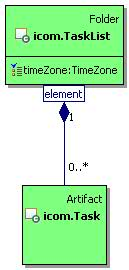 Folder
icom.TaskList
timeZone:TimeZone
element
1
0..*
Artifact
icom.Task